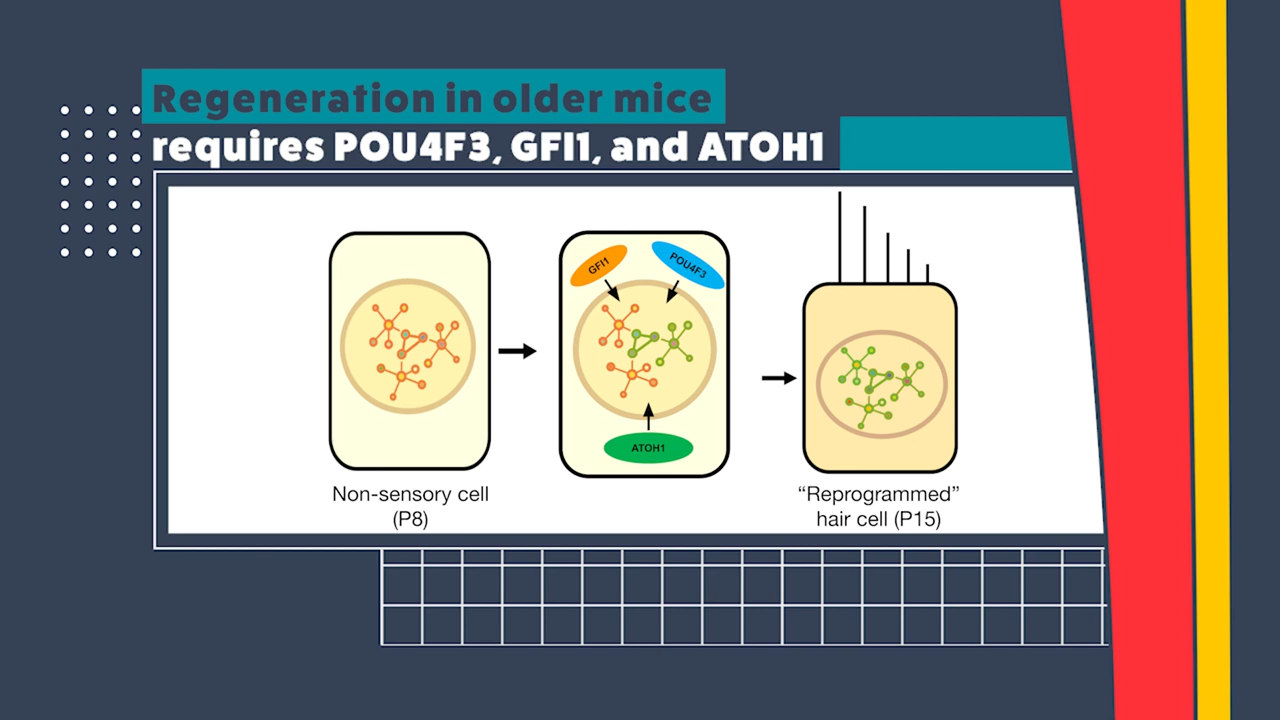 Regeneration in older mice
requires POU4F3, GFI1, and ATOH1
GFI1
POU4F3
ATOH1
Non-sensory cell
(P8)
“Reprogrammed”
hair cell (P15)